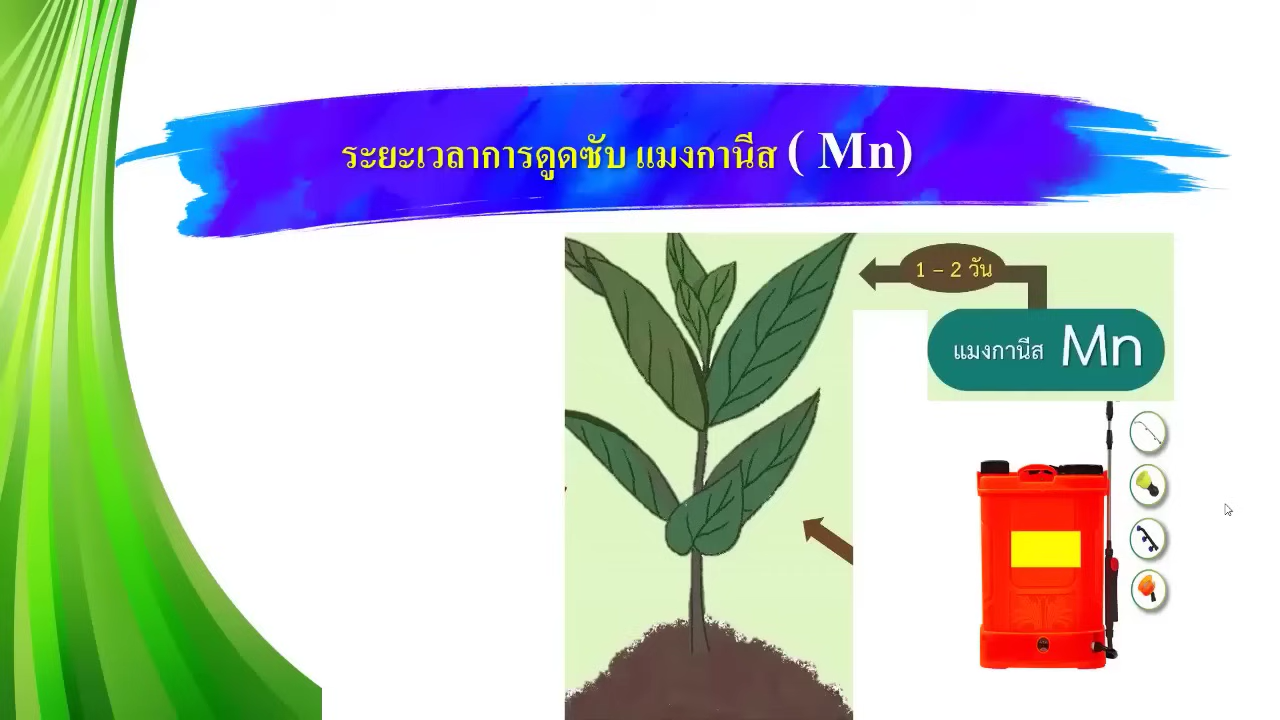 ระยะเวลาการดูดซับ แมงกานีส ( Mn)
1 – 2 วัน
แมงกานีส Mn